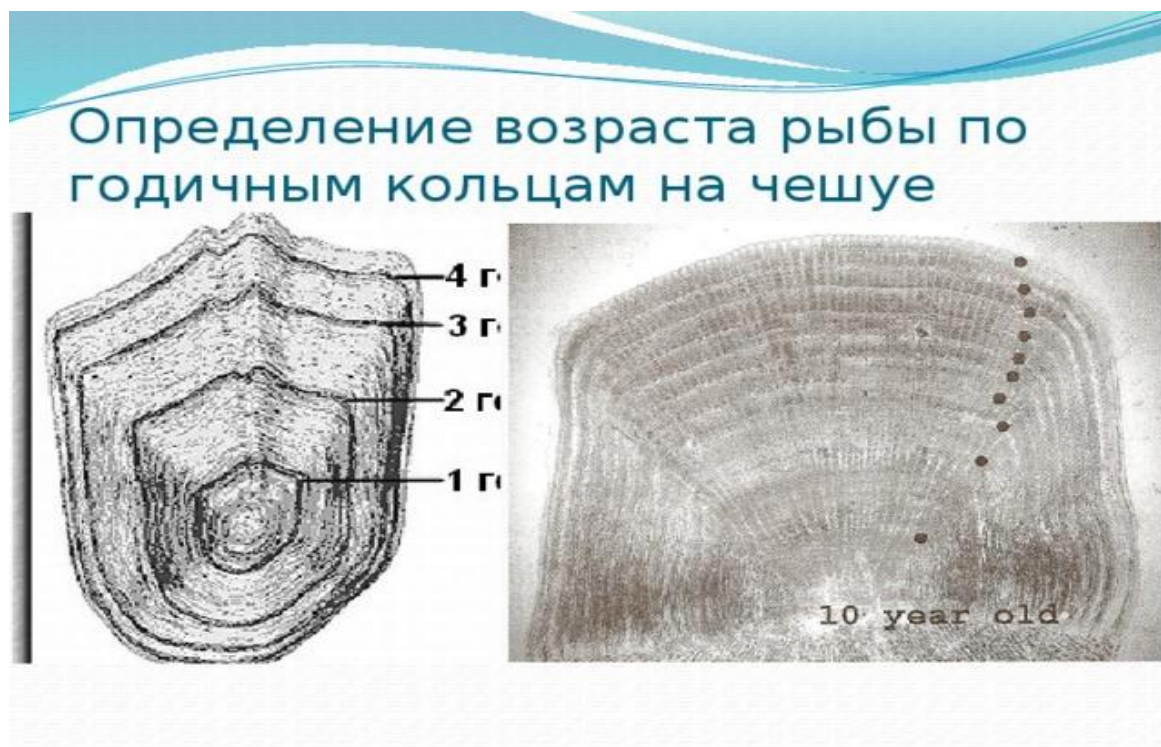 Определение возраста рыбы по
годичным кольцам на чешуе
4 г
3 г
2 г
1 г
10 year old